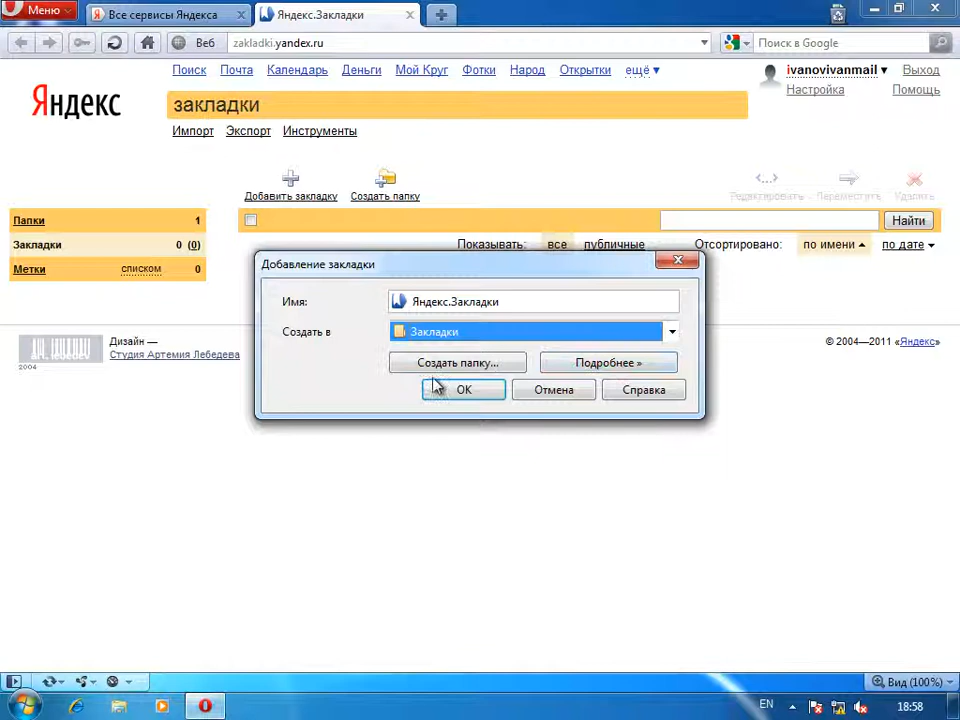 Меню
Все сервисы Яндекса
Яндекс.Закладки
Веб
zakladki.yandex.ru
Поиск в Google
Поиск Почта Календарь Деньги Мой Круг Фотки Народ Открытки ещё ▼
ivanovivanmail ▼ Выход
Настройка Помощь
Яндекс
закладки
Импорт Экспорт Инструменты
Добавить закладку Создать папку
Редактировать Переместить Удалить
Папки 1
Найти
Закладки 0 (0)
Показывать: все публичные Отсортировано: по имени по дате
Метки списком 0
Добавление закладки
Имя: Яндекс.Закладки
Создать в Закладки
Создать папку... Подробнее »
OK Отмена Справка
2004
Дизайн —
Студия Артемия Лебедева
© 2004—2011 «Яндекс»
Вид (100%)
EN
18:58